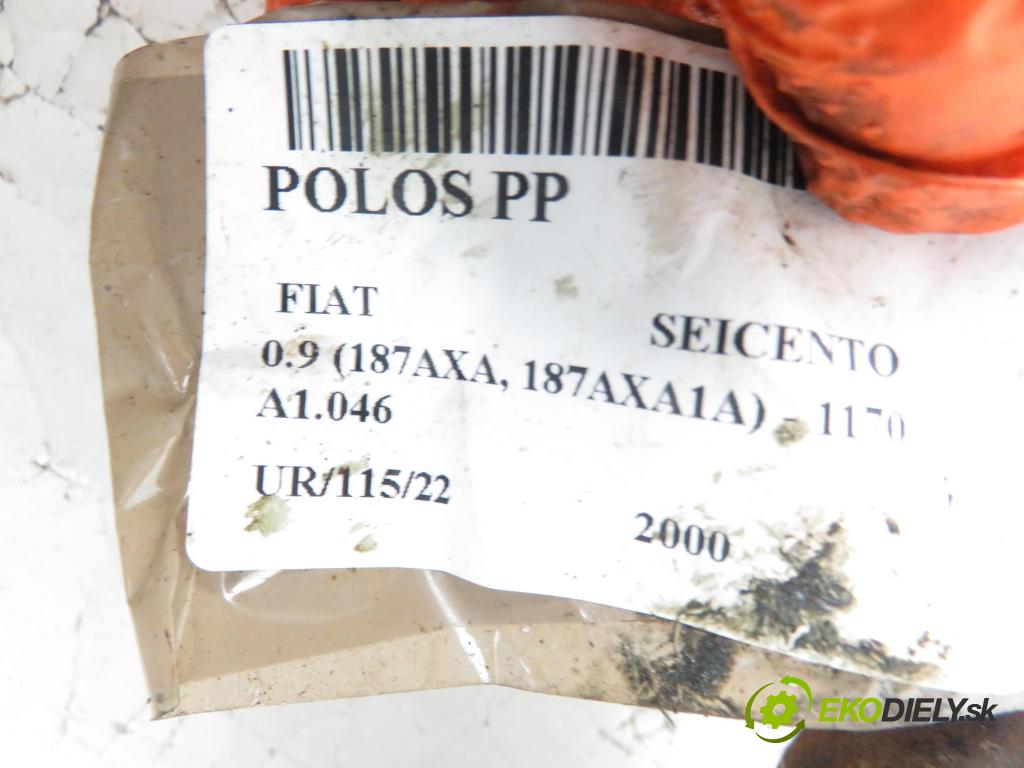 POLOS PP
FIAT SEICENTO
0.9 (187AXA, 187AXA1A) - 1170
A1.046
UR/115/22
2000
EKODIELY.sk